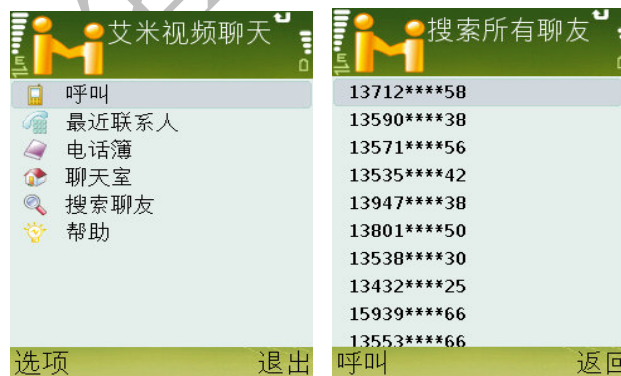 艾米视频聊天
呼叫
最近联系人
电话簿
聊天室
搜索聊友
帮助
选项
退出
搜索所有聊友
13712****58
13590****38
13571****56
13535****42
13947****38
13801****50
13538****30
13432****25
15939****66
13553****66
呼叫
返回